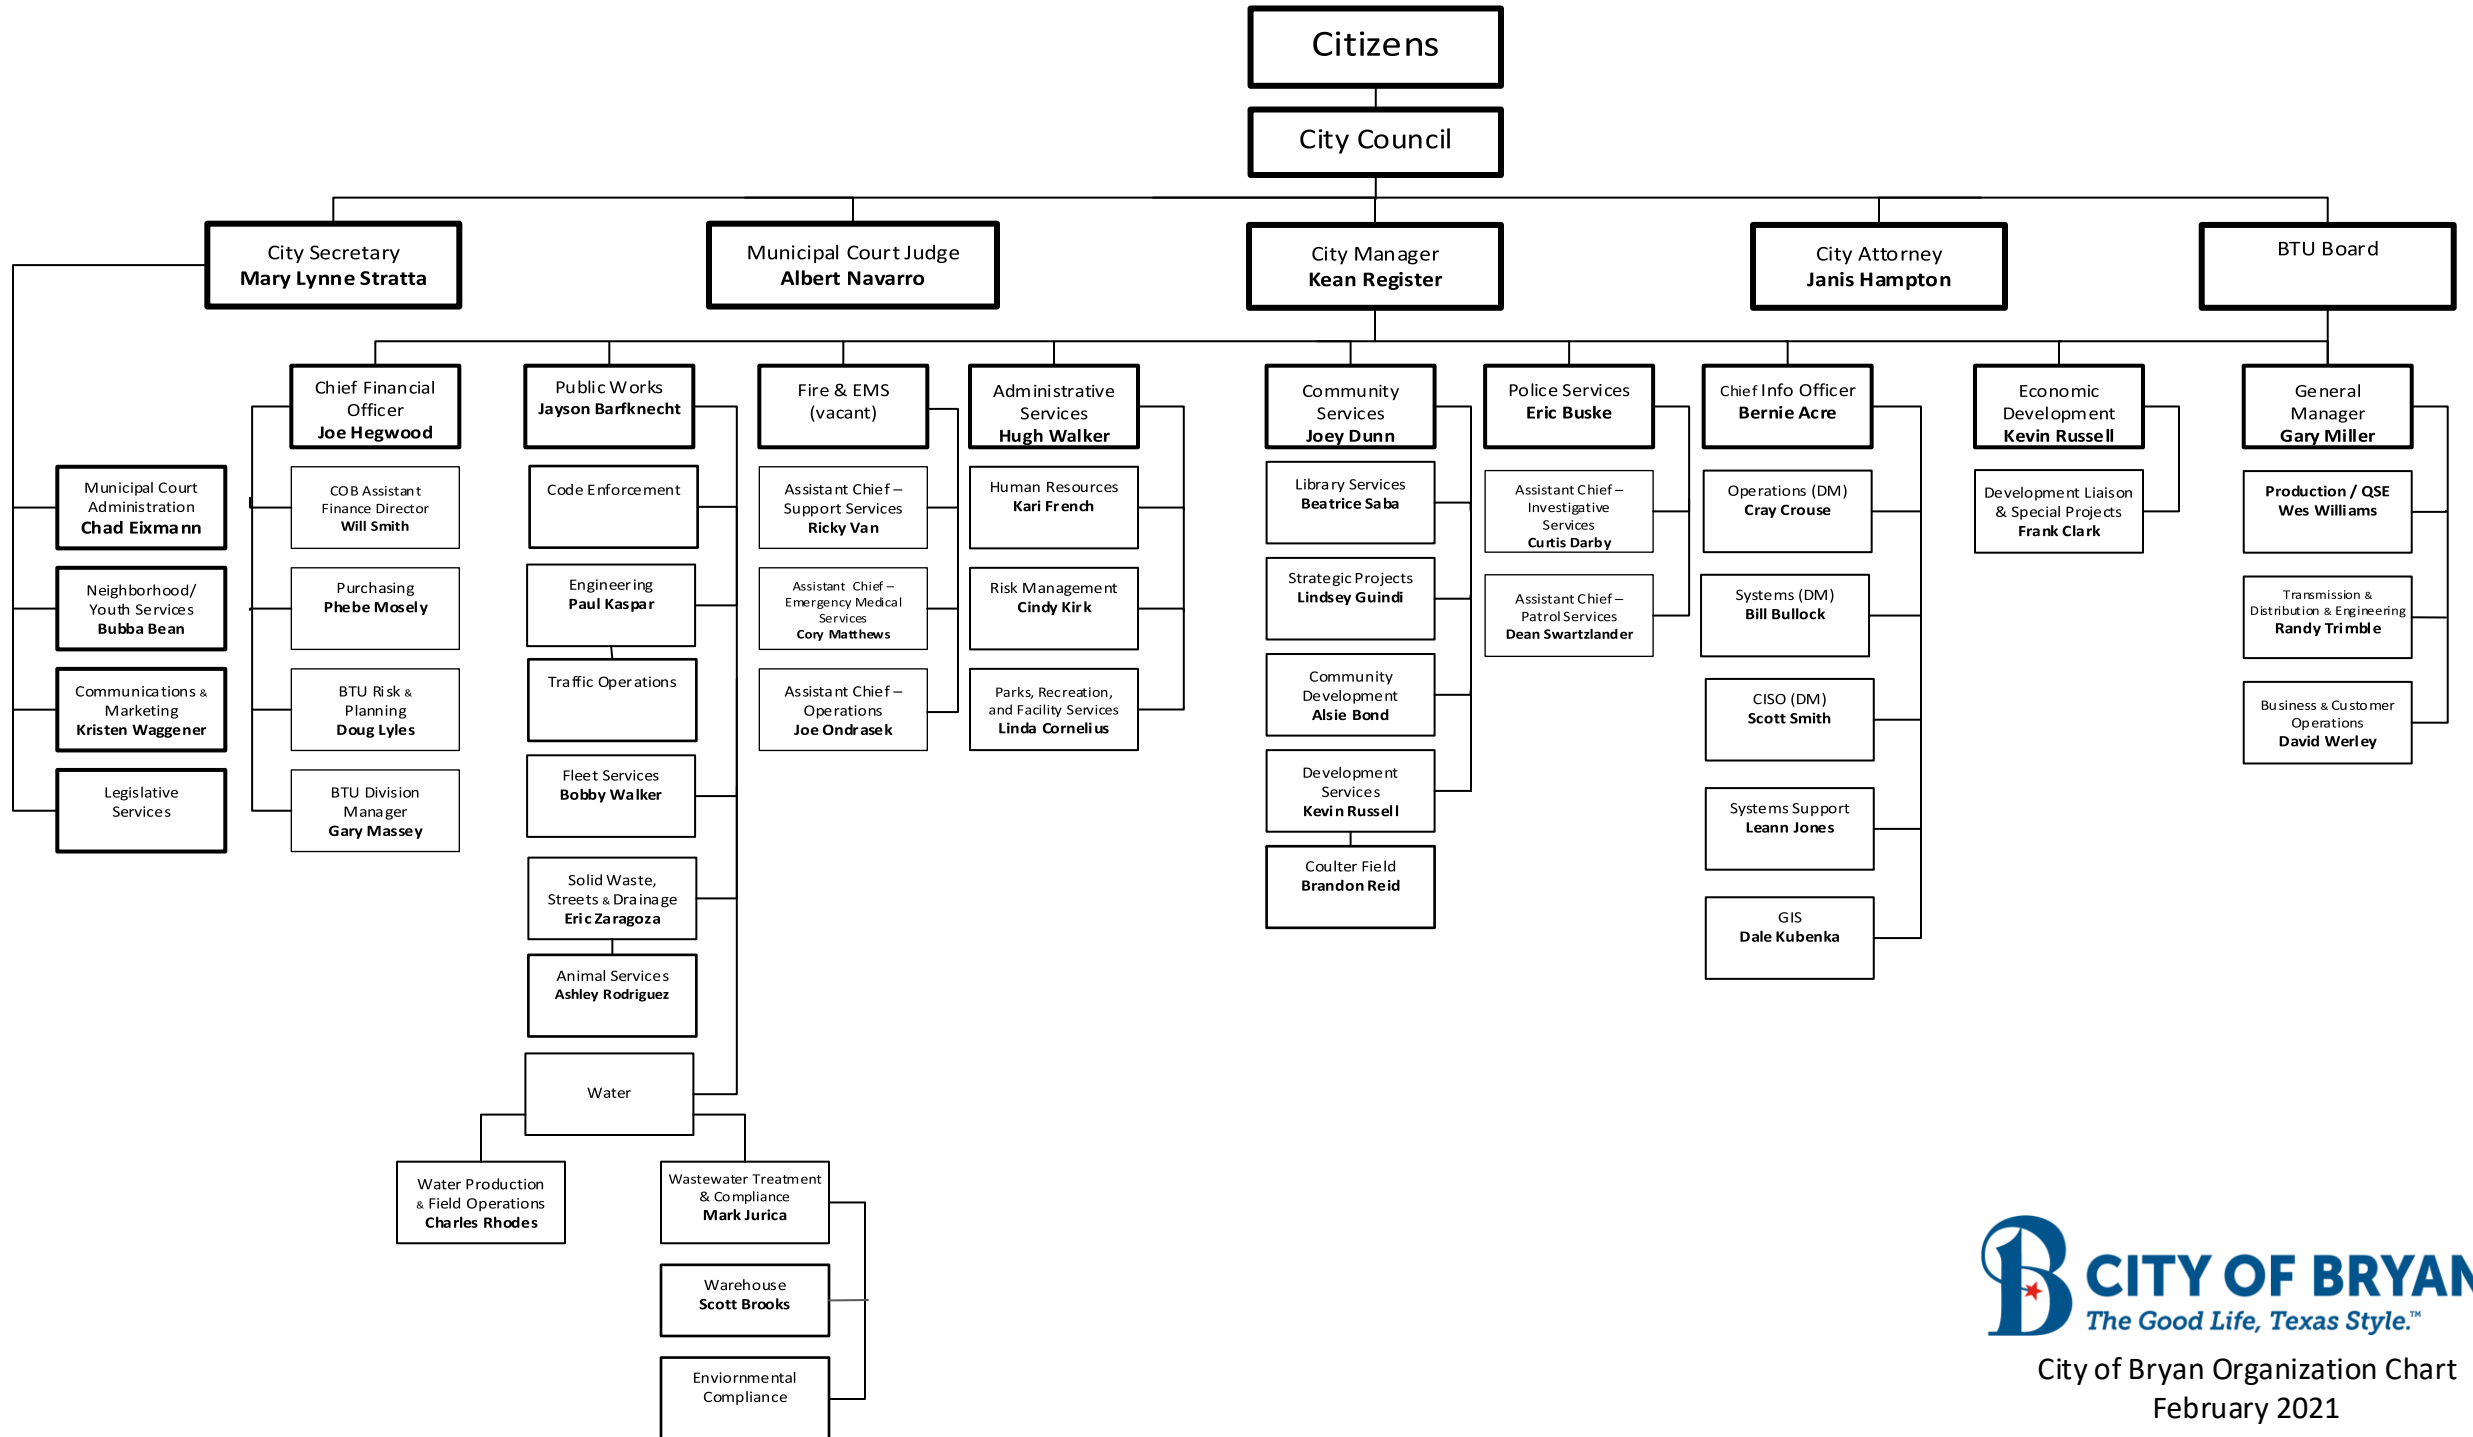 Citizens
City Council
City Secretary
Mary Lynne Stratta
Municipal Court Judge
Albert Navarro
City Manager
Kean Register
City Attorney
Janis Hampton
BTU Board
Chief Financial
Officer
Joe Hegwood
Public Works
Jayson Barfknecht
Fire & EMS
(vacant)
Administrative
Services
Hugh Walker
Community
Services
Joey Dunn
Police Services
Eric Buske
Chief Info Officer
Bernie Acre
Economic
Development
Kevin Russell
General
Manager
Gary Miller
Municipal Court
Administration
Chad Eixmann
Neighborhood/
Youth Services
Bubba Bean
Communications &
Marketing
Kristen Waggener
Legislative
Services
COB Assistant
Finance Director
Will Smith
Purchasing
Phebe Mosely
BTU Risk &
Planning
Doug Lyles
BTU Division
Manager
Gary Massey
Code Enforcement
Engineering
Paul Kaspar
Traffic Operations
Fleet Services
Bobby Walker
Solid Waste,
Streets & Drainage
Eric Zaragoza
Animal Services
Ashley Rodriguez
Water
Water Production
& Field Operations
Charles Rhodes
Wastewater Treatment
& Compliance
Mark Jurica
Warehouse
Scott Brooks
Enviornmental
Compliance
Assistant Chief –
Support Services
Ricky Van
Assistant Chief –
Emergency Medical
Services
Cory Matthews
Assistant Chief –
Operations
Joe Ondrasek
Human Resources
Kari French
Risk Management
Cindy Kirk
Parks, Recreation,
and Facility Services
Linda Cornelius
Library Services
Beatrice Saba
Strategic Projects
Lindsey Guindi
Community
Development
Alsie Bond
Development
Services
Kevin Russell
Coulter Field
Brandon Reid
Assistant Chief –
Investigative
Services
Curtis Darby
Assistant Chief –
Patrol Services
Dean Swartzlander
Operations (DM)
Cray Crouse
Systems (DM)
Bill Bullock
CISO (DM)
Scott Smith
Systems Support
Leann Jones
GIS
Dale Kubenka
Development Liaison
& Special Projects
Frank Clark
Production / QSE
Wes Williams
Transmission &
Distribution & Engineering
Randy Trimble
Business & Customer
Operations
David Werley
B CITY OF BRYAN
The Good Life, Texas Style.™
City of Bryan Organization Chart
February 2021